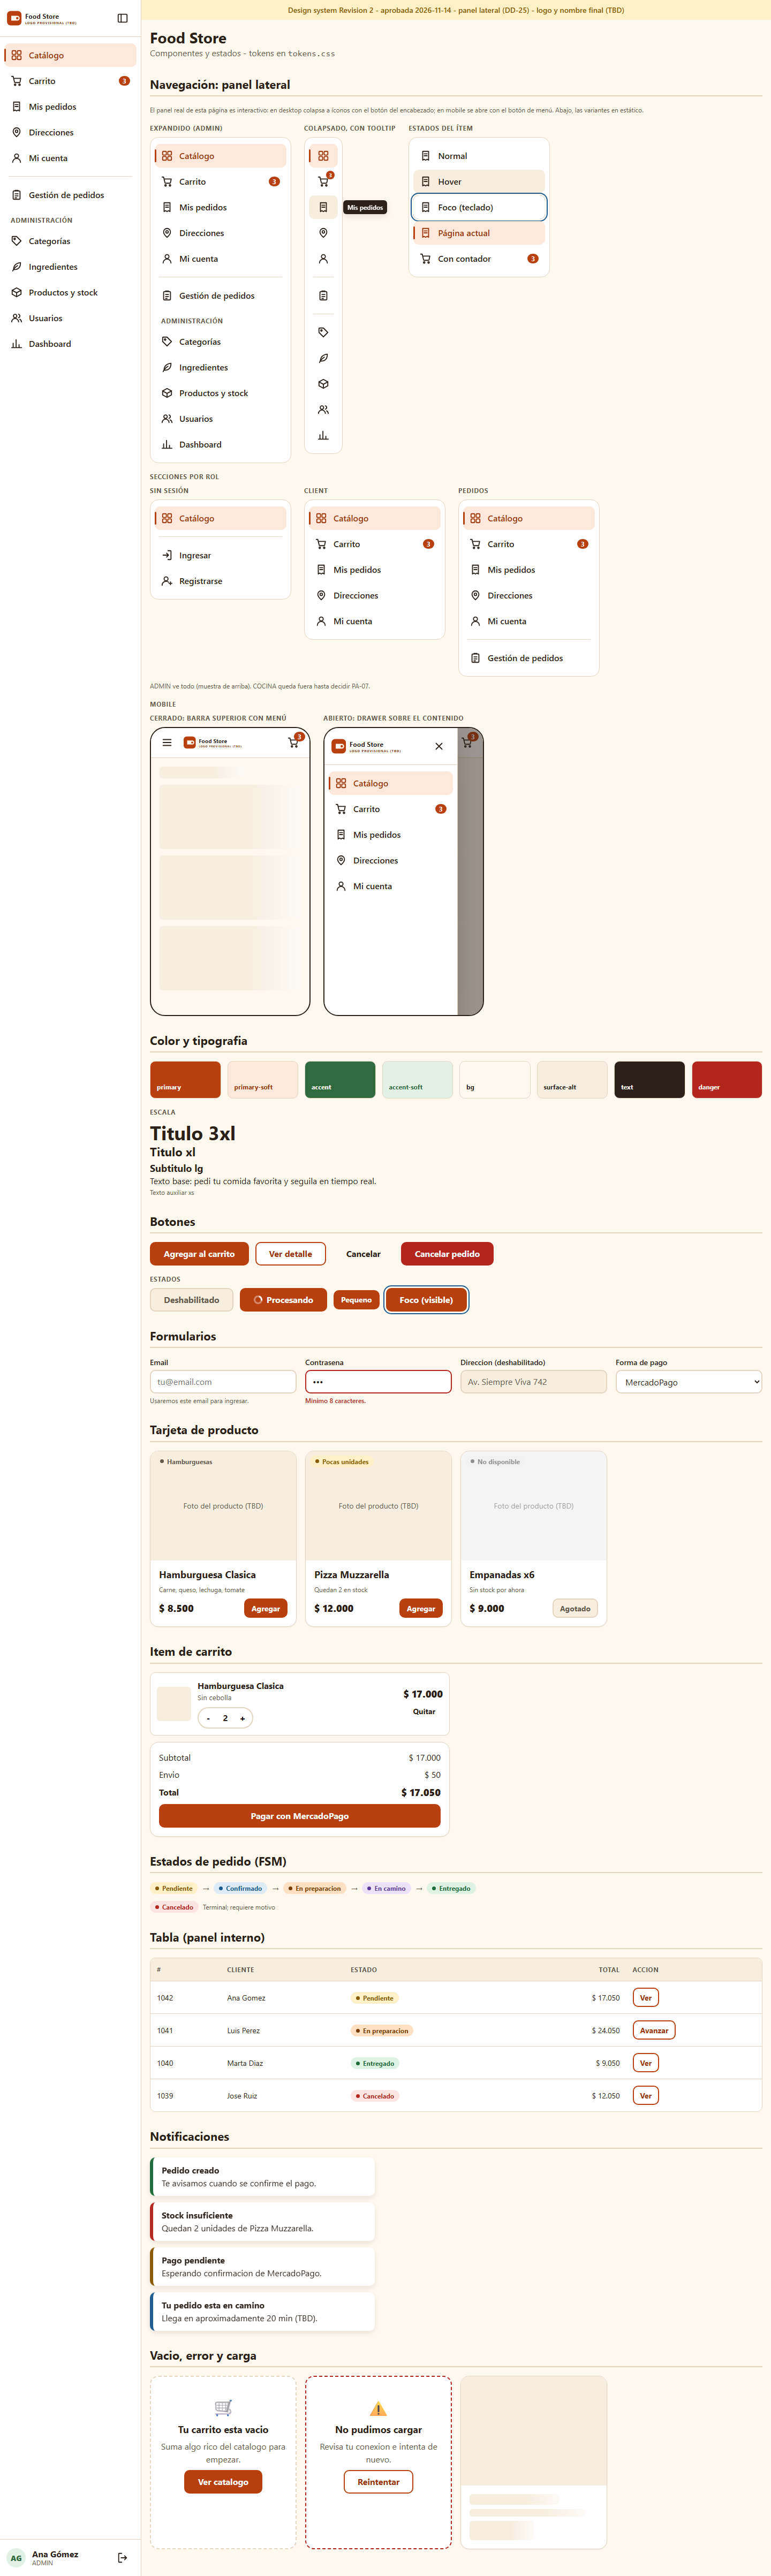 Design system Revision 2 - aprobada 2026-11-14 - panel lateral (DD-25) - logo y nombre final (TBD)
Food Store
LOGO PROVISIONAL (TBD)
Catálogo
Carrito 3
Mis pedidos
Direcciones
Mi cuenta
Gestión de pedidos
ADMINISTRACIÓN
Categorías
Ingredientes
Productos y stock
Usuarios
Dashboard
AG Ana Gómez
ADMIN
Food Store
Componentes y estados - tokens en tokens.css
Navegación: panel lateral
El panel real de esta página es interactivo: en desktop colapsa a íconos con el botón del encabezado; en mobile se abre con el botón de menú. Abajo, las variantes en estático.
EXPANDIDO (ADMIN)
Catálogo
Carrito 3
Mis pedidos
Direcciones
Mi cuenta
Gestión de pedidos
ADMINISTRACIÓN
Categorías
Ingredientes
Productos y stock
Usuarios
Dashboard
COLAPSADO, CON TOOLTIP
3
Mis pedidos
ESTADOS DEL ÍTEM
Normal
Hover
Foco (teclado)
Página actual
Con contador 3
SECCIONES POR ROL
SIN SESIÓN
Catálogo
Ingresar
Registrarse
CLIENT
Catálogo
Carrito 3
Mis pedidos
Direcciones
Mi cuenta
PEDIDOS
Catálogo
Carrito 3
Mis pedidos
Direcciones
Mi cuenta
Gestión de pedidos
ADMIN ve todo (muestra de arriba). COCINA queda fuera hasta decidir PA-07.
MOBILE
CERRADO: BARRA SUPERIOR CON MENÚ
Food Store
LOGO PROVISIONAL (TBD)
3
ABIERTO: DRAWER SOBRE EL CONTENIDO
Food Store
LOGO PROVISIONAL (TBD)
3
Catálogo
Carrito 3
Mis pedidos
Direcciones
Mi cuenta
Color y tipografia
primary primary-soft accent accent-soft bg surface-alt text danger
ESCALA
Titulo 3xl
Titulo xl
Subtitulo lg
Texto base: pedi tu comida favorita y seguila en tiempo real.
Texto auxiliar xs
Botones
Agregar al carrito Ver detalle Cancelar Cancelar pedido
ESTADOS
Deshabilitado Procesando Pequeno Foco (visible)
Formularios
Email Contrasena Direccion (deshabilitado) Forma de pago
tu@email.com ••• Av. Siempre Viva 742 MercadoPago
Usaremos este email para ingresar. Minimo 8 caracteres.
Tarjeta de producto
Hamburguesas
Foto del producto (TBD)
Hamburguesa Clasica
Carne, queso, lechuga, tomate
$ 8.500 Agregar
Pocas unidades
Foto del producto (TBD)
Pizza Muzzarella
Quedan 2 en stock
$ 12.000 Agregar
No disponible
Foto del producto (TBD)
Empanadas x6
Sin stock por ahora
$ 9.000 Agotado
Item de carrito
Hamburguesa Clasica
Sin cebolla
- 2 +
$ 17.000
Quitar
Subtotal $ 17.000
Envio $ 50
Total $ 17.050
Pagar con MercadoPago
Estados de pedido (FSM)
Pendiente → Confirmado → En preparacion → En camino → Entregado
Cancelado Terminal; requiere motivo
Tabla (panel interno)
# CLIENTE ESTADO TOTAL ACCION
1042 Ana Gomez Pendiente $ 17.050 Ver
1041 Luis Perez En preparacion $ 24.050 Avanzar
1040 Marta Diaz Entregado $ 9.050 Ver
1039 Jose Ruiz Cancelado $ 12.050 Ver
Notificaciones
Pedido creado
Te avisamos cuando se confirme el pago.
Stock insuficiente
Quedan 2 unidades de Pizza Muzzarella.
Pago pendiente
Esperando confirmacion de MercadoPago.
Tu pedido esta en camino
Llega en aproximadamente 20 min (TBD).
Vacio, error y carga
Tu carrito esta vacio
Suma algo rico del catalogo para
empezar.
Ver catalogo
No pudimos cargar
Revisa tu conexion e intenta de
nuevo.
Reintentar